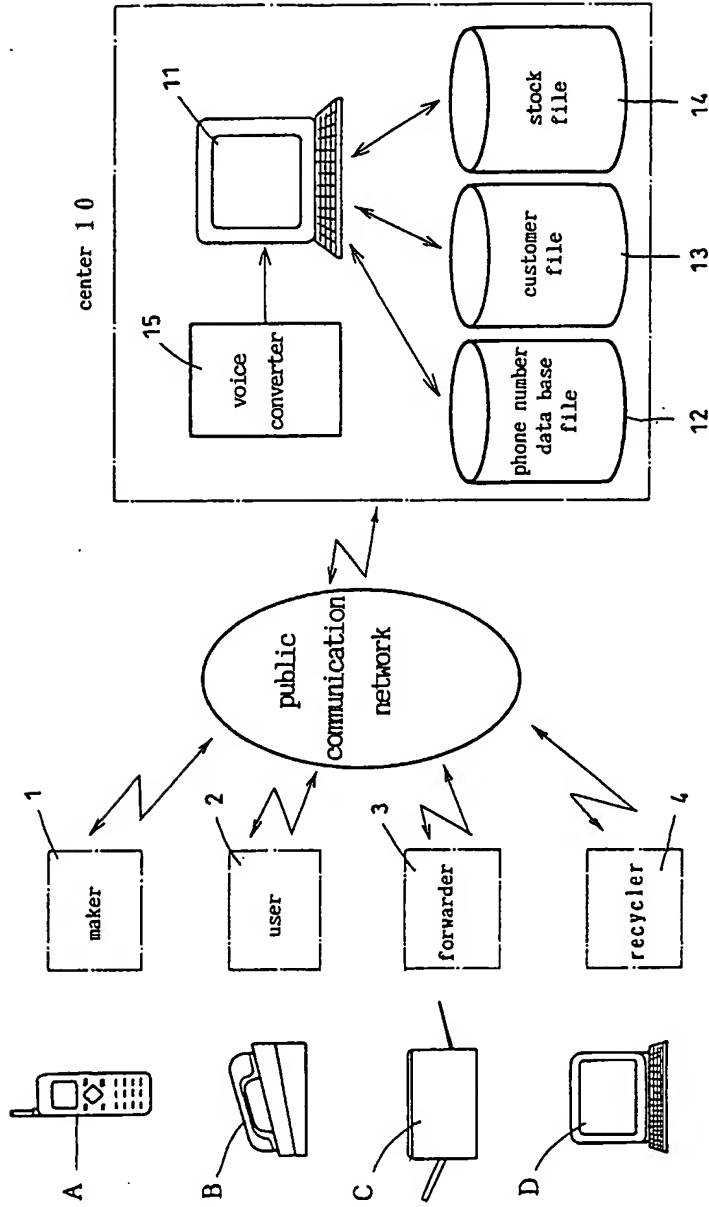 center 10
11
15
voice
converter
phone number
data base
file
customer
file
stock
file
12
13
14
public
communication
network
1
maker
2
user
3
forwarder
4
recycler
A
B
C
D